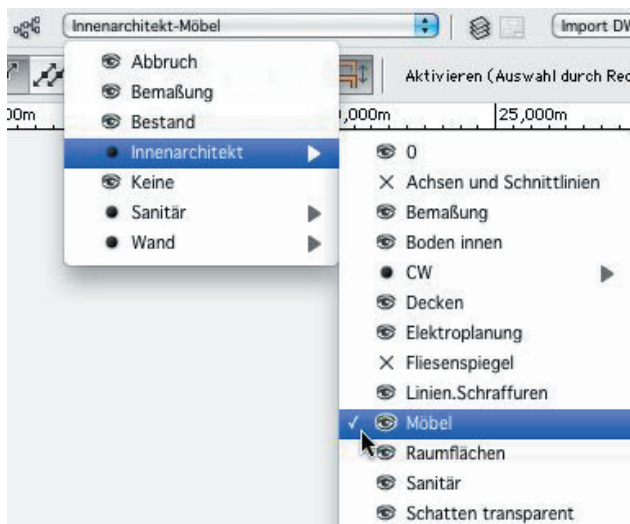 Innenarchitekt-Möbel
Import DW
Abbruch
Bemaßung
Bestand
Innenarchitekt
Keine
Sanitär
Wand
Aktivieren (Auswahl durch Rec
00m
,000m
25,000m
0
Achsen und Schnittlinien
Bemaßung
Boden innen
CW
Decken
Elektroplanung
Fliesenspiegel
Linien.Schraffuren
Möbel
Raumflächen
Sanitär
Schatten transparent